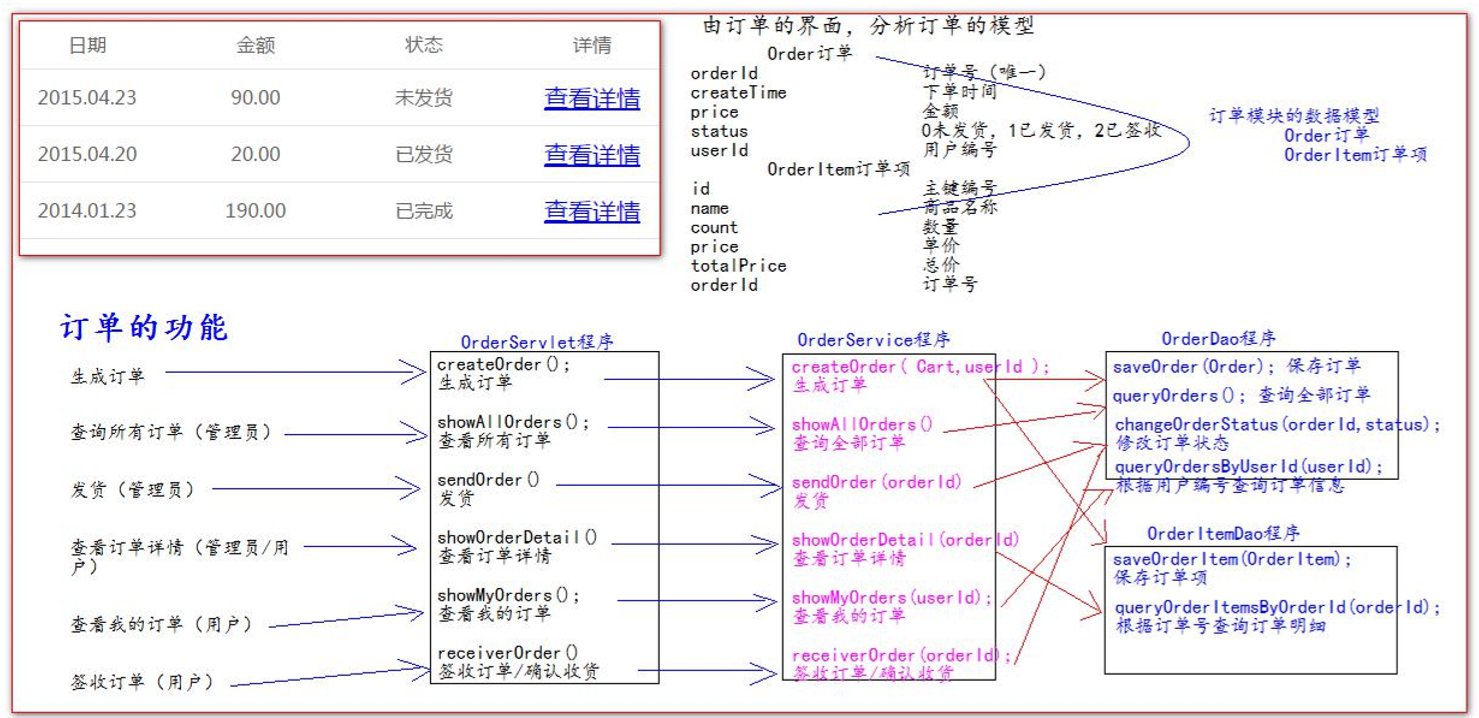 日期 金额 状态 详情
2015.04.23 90.00 未发货 查看详情
2015.04.20 20.00 已发货 查看详情
2014.01.23 190.00 已完成 查看详情
由订单的界面，分析订单的模型
Order订单
orderId 订单号（唯一）
createTime 下单时间
price 金额
status 0未发货，1已发货，2已签收
userId 用户编号
OrderItem订单项
id 主键编号
name 商品名称
count 数量
price 单价
totalPrice 总价
orderId 订单号
订单模块的数据模型
Order订单
OrderItem订单项
订单的功能
生成订单
查询所有订单（管理员）
发货（管理员）
查看订单详情（管理员/用
户）
查看我的订单（用户）
签收订单（用户）
OrderServlet程序
createOrder();
生成订单
showAllOrders();
查看所有订单
sendOrder()
发货
showOrderDetail()
查看订单详情
showMyOrders();
查看我的订单
receiverOrder()
签收订单/确认收货
OrderService程序
createOrder( Cart,userId );
生成订单
showAllOrders()
查询全部订单
sendOrder(orderId)
发货
showOrderDetail(orderId)
查看订单详情
showMyOrders(userId);
查看我的订单
receiverOrder(orderId);
签收订单/确认收货
OrderDao程序
saveOrder(Order); 保存订单
queryOrders(); 查询全部订单
changeOrderStatus(orderId,status);
修改订单状态
queryOrdersByUserId(userId);
根据用户编号查询订单信息
OrderItemDao程序
saveOrderItem(OrderItem);
保存订单项
queryOrderItemsByOrderId(orderId);
根据订单号查询订单明细